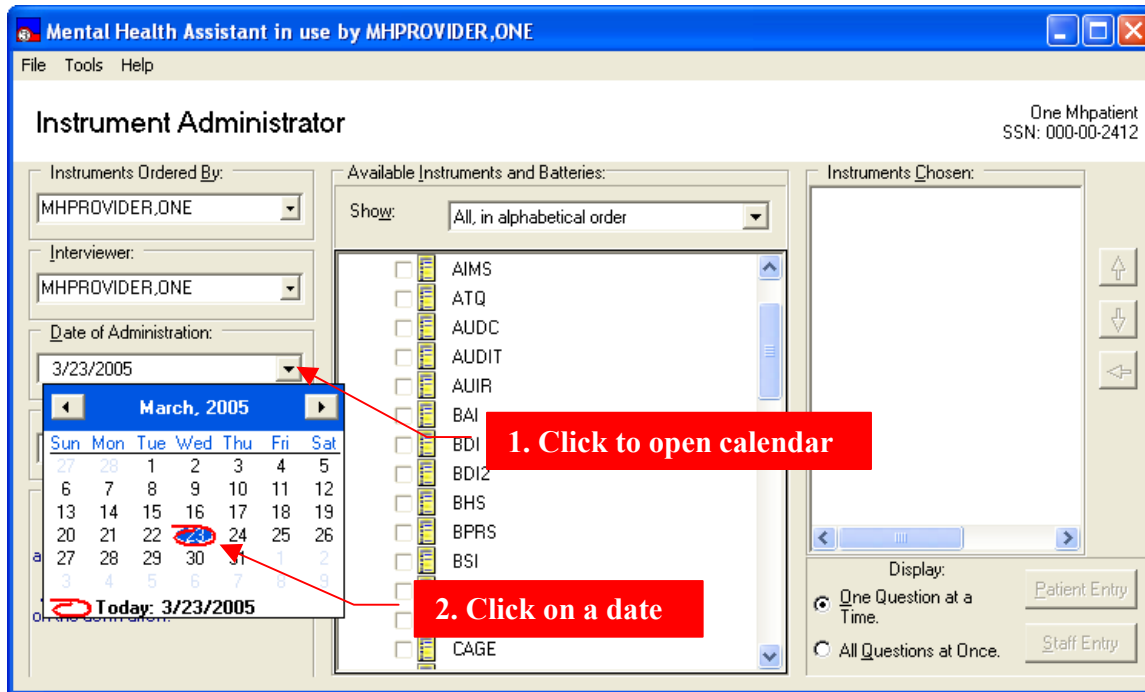 Mental Health Assistant in use by MHPROVIDER,ONE
File Tools Help
Instrument Administrator
One Mhpatient
SSN: 000-00-2412
Instruments Ordered By:
MHPROVIDER,ONE
Interviewer:
MHPROVIDER,ONE
Date of Administration:
3/23/2005
March, 2005
Sun Mon Tue Wed Thu Fri Sat
27 28 1 2 3 4 5
6 7 8 9 10 11 12
13 14 15 16 17 18 19
20 21 22 23 24 25 26
27 28 29 30 31 1 2
3 4 5 6 7 8 9
Today: 3/23/2005
Available Instruments and Batteries:
Show: All, in alphabetical order
AIMS
ATQ
AUDC
AUDIT
AUIR
BAI
BDI
BDI2
BHS
BPRS
BSI
CAGE
1. Click to open calendar
2. Click on a date
Instruments Chosen:
Display:
One Question at a
Time.
All Questions at Once.
Patient Entry
Staff Entry